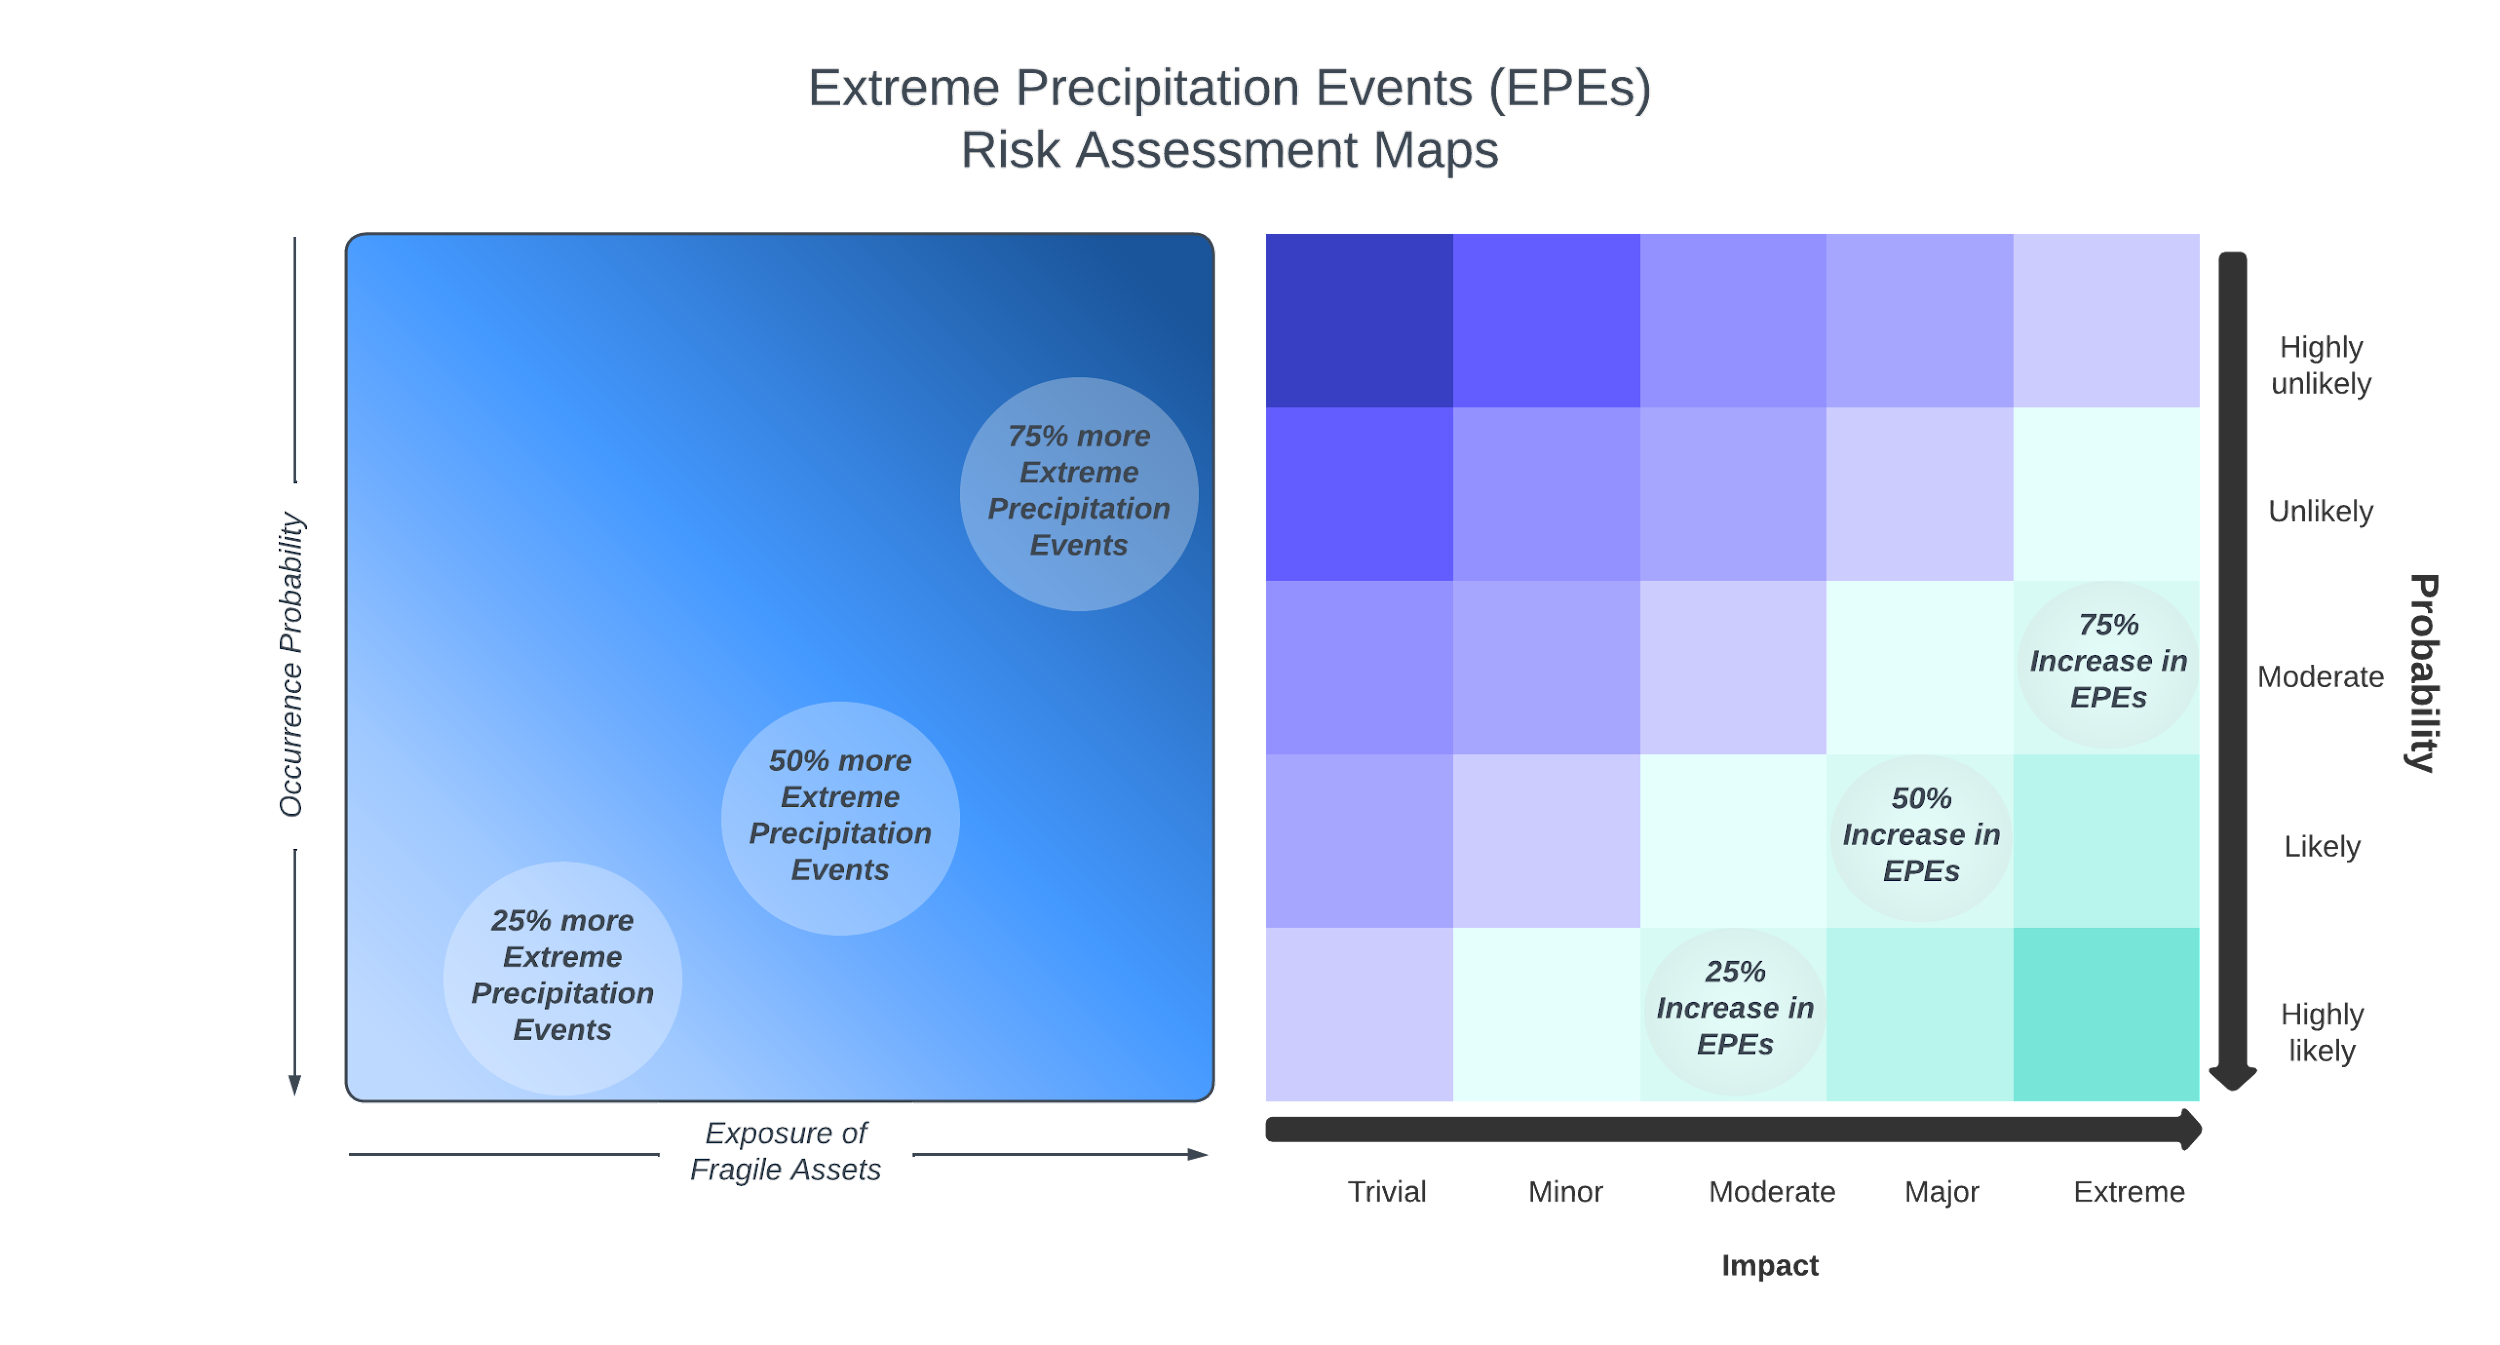 Extreme Precipitation Events (EPEs)
Risk Assessment Maps
Occurrence Probability
75% more
Extreme
Precipitation
Events
50% more
Extreme
Precipitation
Events
25% more
Extreme
Precipitation
Events
Exposure of
Fragile Assets
75%
Increase in
EPEs
50%
Increase in
EPEs
25%
Increase in
EPEs
Highly
unlikely
Unlikely
Moderate
Likely
Highly
likely
Probability
Trivial
Minor
Moderate
Major
Extreme
Impact